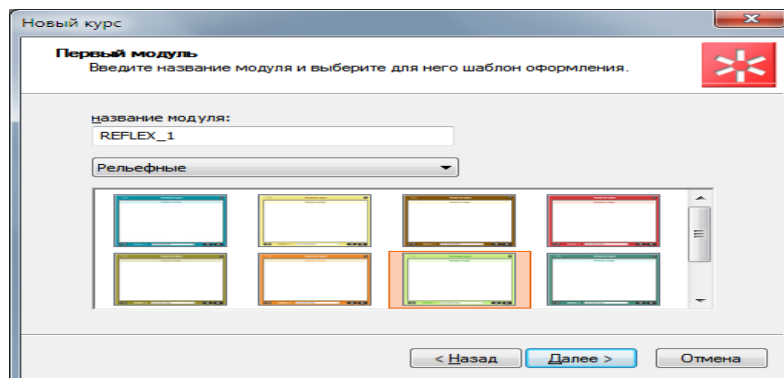 Новый курс
Первый модуль
Введите название модуля и выберите для него шаблон оформления.
название модуля:
REFLEX_1
Рельефные
< Назад
Далее >
Отмена